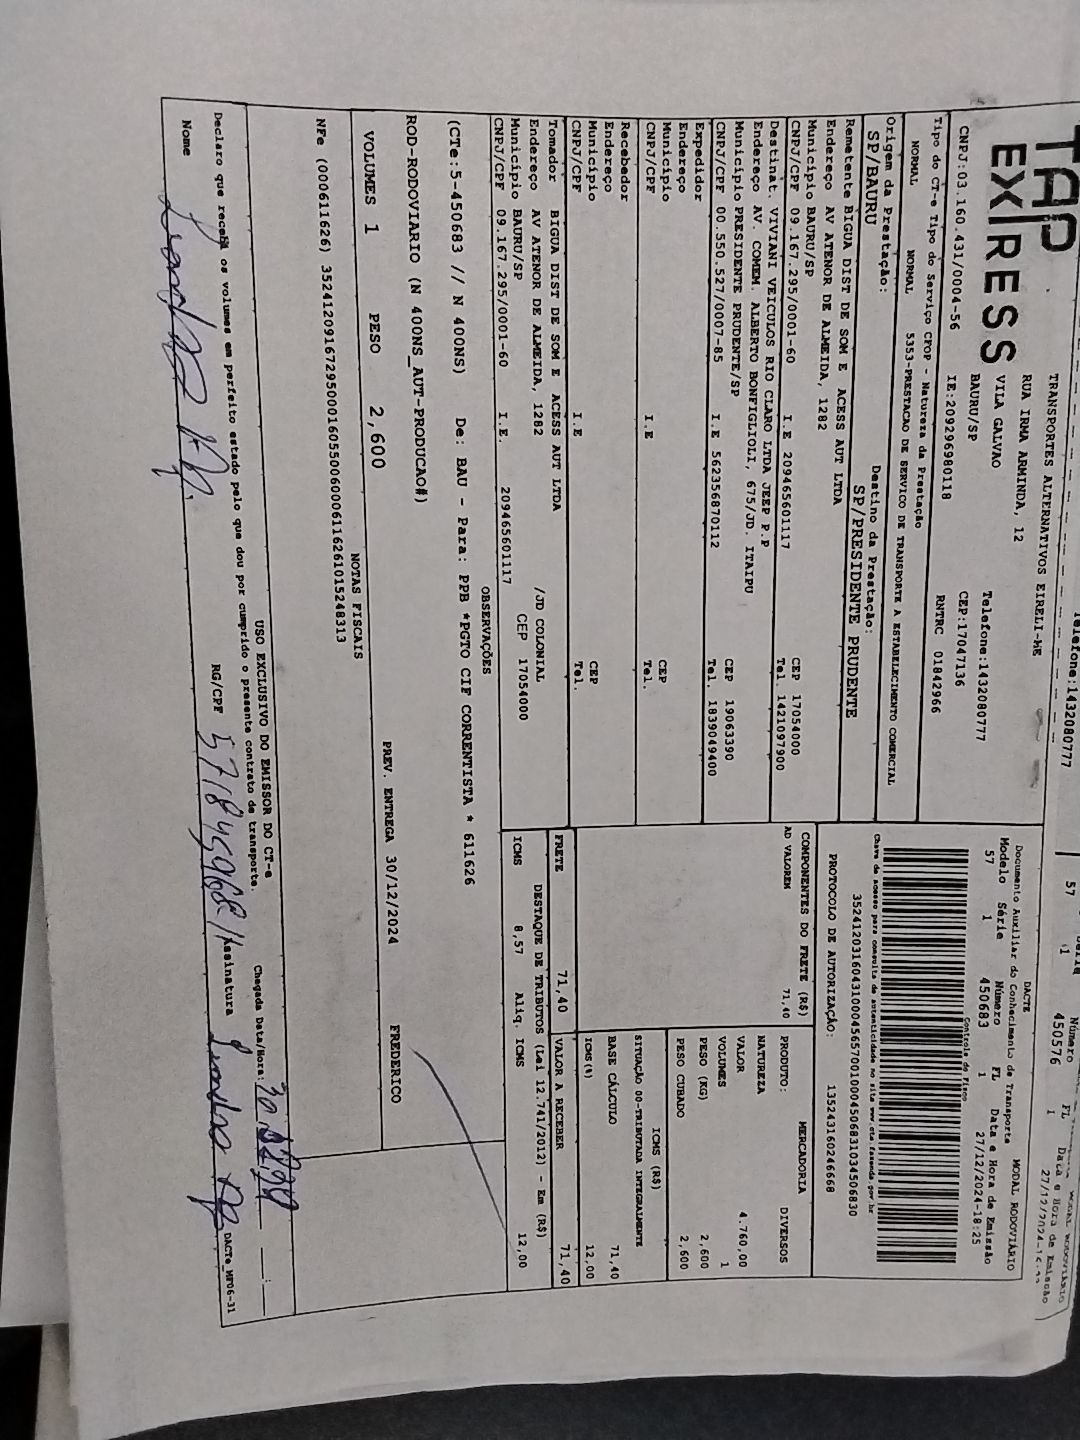 Telefone:1432080777
57
1
Número
450576
FL
1
Data e Hora de Emissão
TAP
EXPRESS
TRANSPORTES ALTERNATIVOS EIRELI-ME
RUA IRMA ARMINDA, 12
VILA GALVAO
BAURU/SP
Telefone:1432080777
CEP:17047136
CNPJ:03.160.431/0004-56
IE:209296980118
RNTRC 01842966
DACTE
MODAL RODOVIÁRIO
Documento Auxiliar do Conhecimento de Transporte
Modelo Série Número FL Data e Hora de Emissão
57 1 450683 1 27/12/2024-18:25
Controle do Fisco
Chave de acesso para consulta de autenticidade no site www.cte.fazenda.gov.br
PROTOCOLO DE AUTORIZAÇÃO:
135243160246668
Tipo do CT-e Tipo do Serviço CFOP - Natureza da Prestação
NORMAL NORMAL 5353-PRESTACAO DE SERVICO DE TRANSPORTE A ESTABELECIMENTO COMERCIAL
Origem da Prestação: Destino da Prestação:
SP/BAURU SP/PRESIDENTE PRUDENTE
Remetente BIGUA DIST DE SOM E ACESS AUT LTDA
Endereço AV ATENOR DE ALMEIDA, 1282
Município BAURU/SP CEP 17054000
CNPJ/CPF 09.167.295/0001-60 I.E 209465601117 Tel. 1421097900
Destinat. VIVIANI VEICULOS RIO CLARO LTDA JEEP P.P
Endereço AV. COMEM. ALBERTO BONFIGLIOLI, 675/JD. ITAIPU
Município PRESIDENTE PRUDENTE/SP CEP 19063390
CNPJ/CPF 00.550.527/0007-85 I.E 562356870112 Tel. 1839049400
Expedidor
Endereço
Município CEP
CNPJ/CPF I.E Tel.
Recebedor
Endereço
Município CEP
CNPJ/CPF I.E Tel.
Tomador BIGUA DIST DE SOM E ACESS AUT LTDA
Endereço AV ATENOR DE ALMEIDA, 1282 /JD COLONIAL
Município BAURU/SP CEP 17054000
CNPJ/CPF 09.167.295/0001-60 I.E. 209465601117
COMPONENTES DO FRETE (R$)
AD VALOREM 71,40
FRETE 71,40
PRODUTO: MERCADORIA DIVERSOS
NATUREZA
VALOR 4.760,00
VOLUMES 1
PESO (KG) 2,600
PESO CUBADO 2,600
ICMS (R$)
SITUAÇÃO 00-TRIBUTADA INTEGRALMENTE
BASE CÁLCULO 71,40
ICMS(%) 12,00
VALOR A RECEBER 71,40
DESTAQUE DE TRIBUTOS (Lei 12.741/2012) - Em (R$)
ICMS 8,57 Aliq. ICMS 12,00
OBSERVAÇÕES
(CTe:5-450683 // N 400NS) De: BAU - Para: PPB *PGTO CIF CORRENTISTA * 611626
ROD-RODOVIARIO (N 400NS_AUT-PRODUCAO#)
VOLUMES 1 PESO 2,600 PREV. ENTREGA 30/12/2024 FREDERICO
NOTAS FISCAIS
USO EXCLUSIVO DO EMISSOR DO CT-e
Declaro que recebi os volumes em perfeito estado pelo que dou por cumprido o presente contrato de transporte.
Chegada Data/Hora:
Nome RG/CPF Assinatura
DACTe_MF06-31